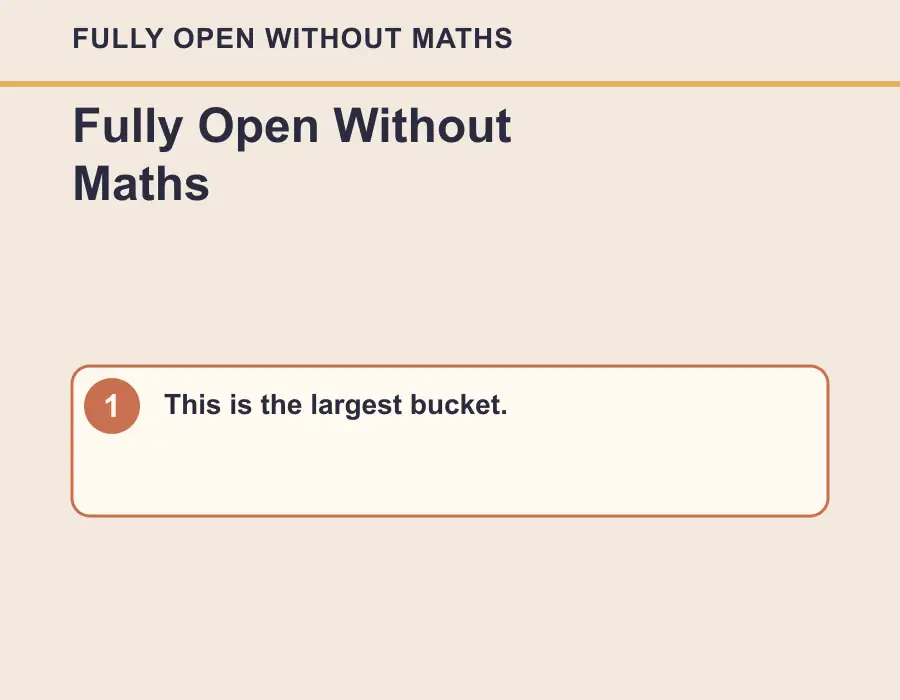 FULLY OPEN WITHOUT MATHS
Fully Open Without
Maths
1
This is the largest bucket.